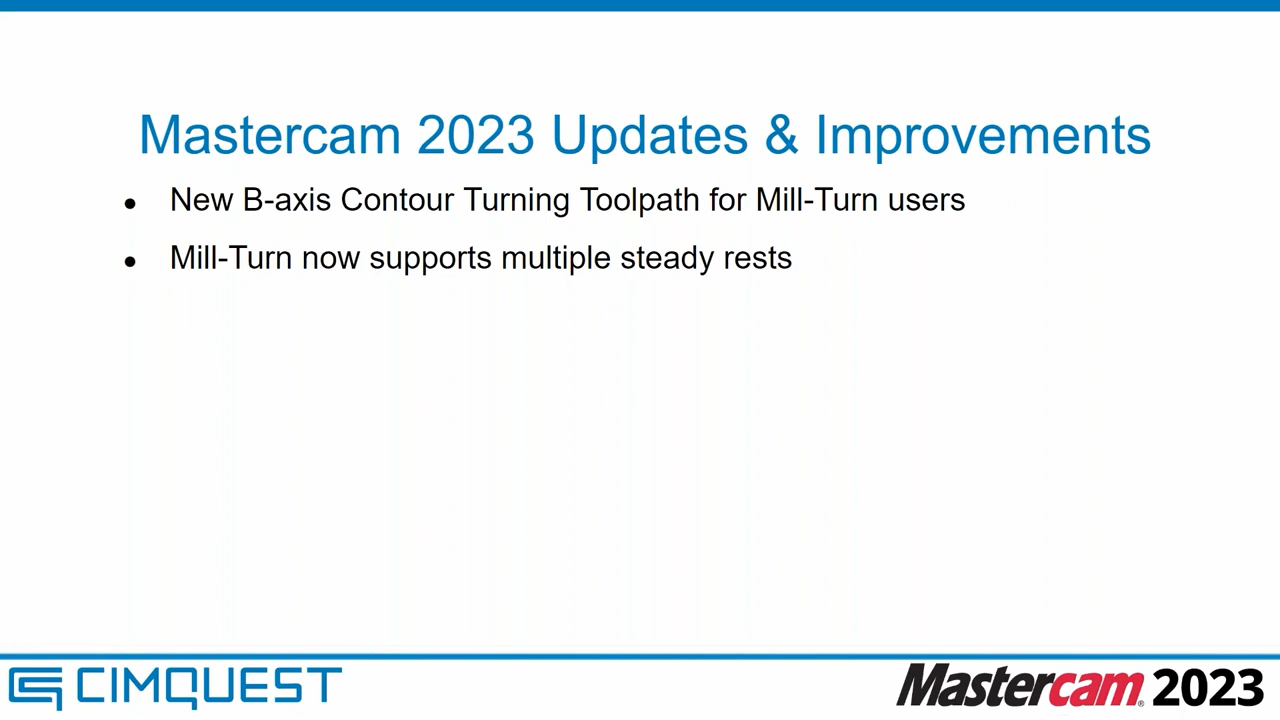 Mastercam 2023 Updates & Improvements
● New B-axis Contour Turning Toolpath for Mill-Turn users
● Mill-Turn now supports multiple steady rests
CIMQUEST
Mastercam® 2023